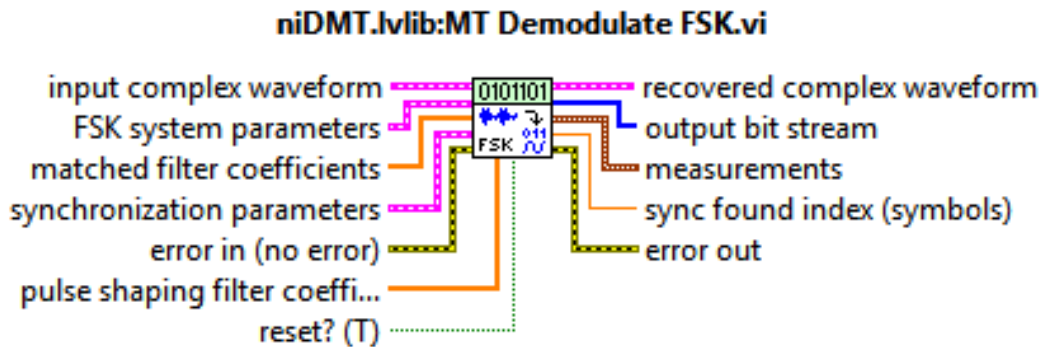 niDMT.lvlib:MT Demodulate FSK.vi
input complex waveform
FSK system parameters
matched filter coefficients
synchronization parameters
error in (no error)
pulse shaping filter coeffi...
reset? (T)
0101101
011
FSK
recovered complex waveform
output bit stream
measurements
sync found index (symbols)
error out